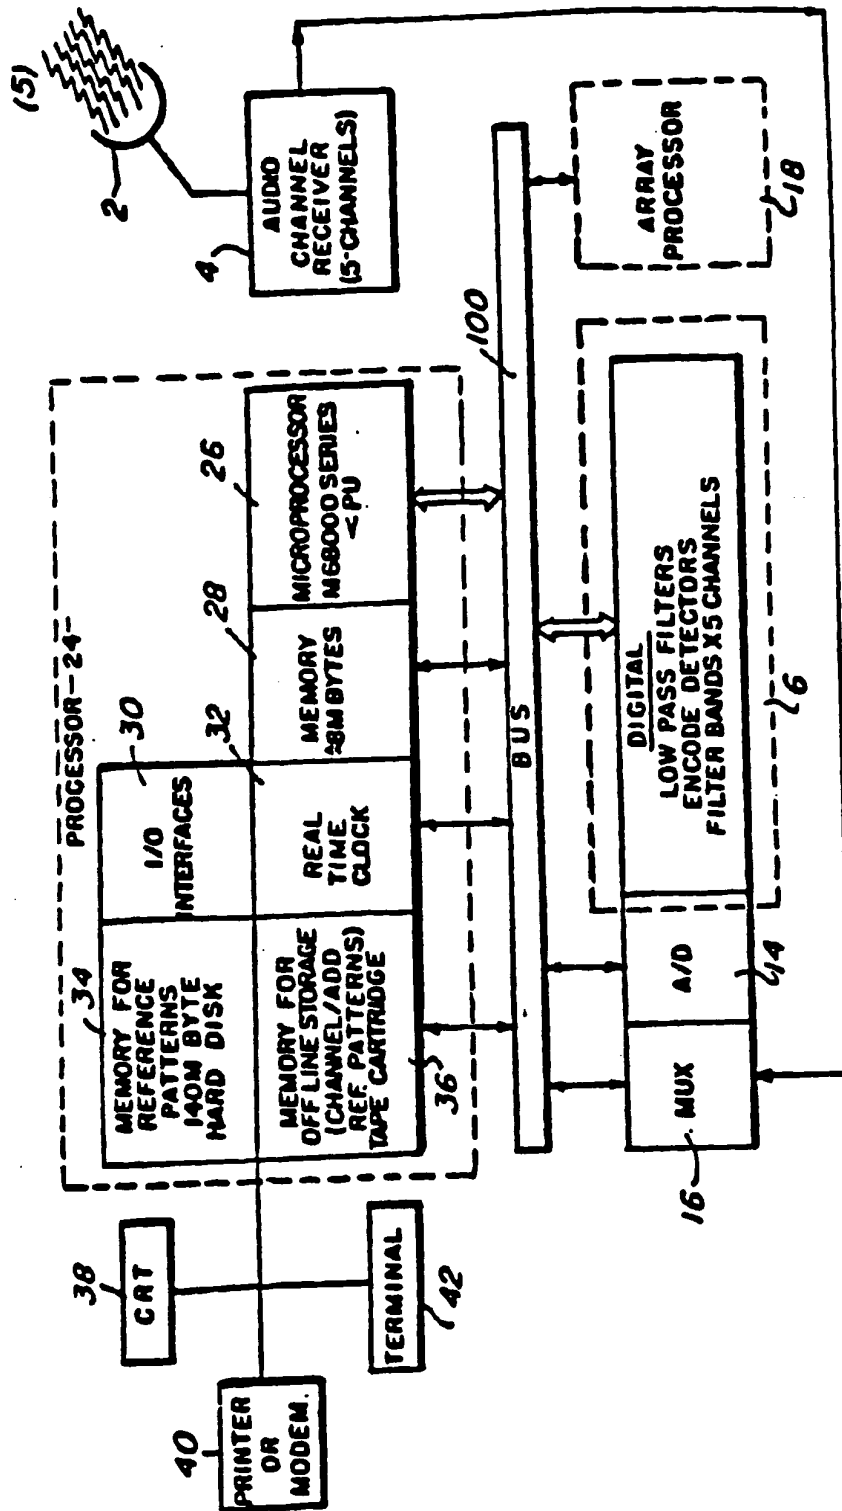 (5)
2
4
AUDIO
CHANNEL
RECEIVER
(5-CHANNELS)
PROCESSOR-24-
34
MEMORY FOR
REFERENCE
PATTERNS
140M BYTE
HARD DISK
30
I/O
INTERFACES
32
REAL
TIME
CLOCK
28
MEMORY
28M BYTES
26
MICROPROCESSOR
M68000 SERIES
<PU
MEMORY FOR
OFF LINE STORAGE
(CHANNEL/ADD
REF. PATTERNS)
TAPE CARTRIDGE
36
38
CRT
40
PRINTER
OR
MODEM.
TERMINAL
42
100
BUS
ARRAY
PROCESSOR
18
16
MUX
A/D
14
DIGITAL
LOW PASS FILTERS
ENCODE DETECTORS
FILTER BANDS X5 CHANNELS
6